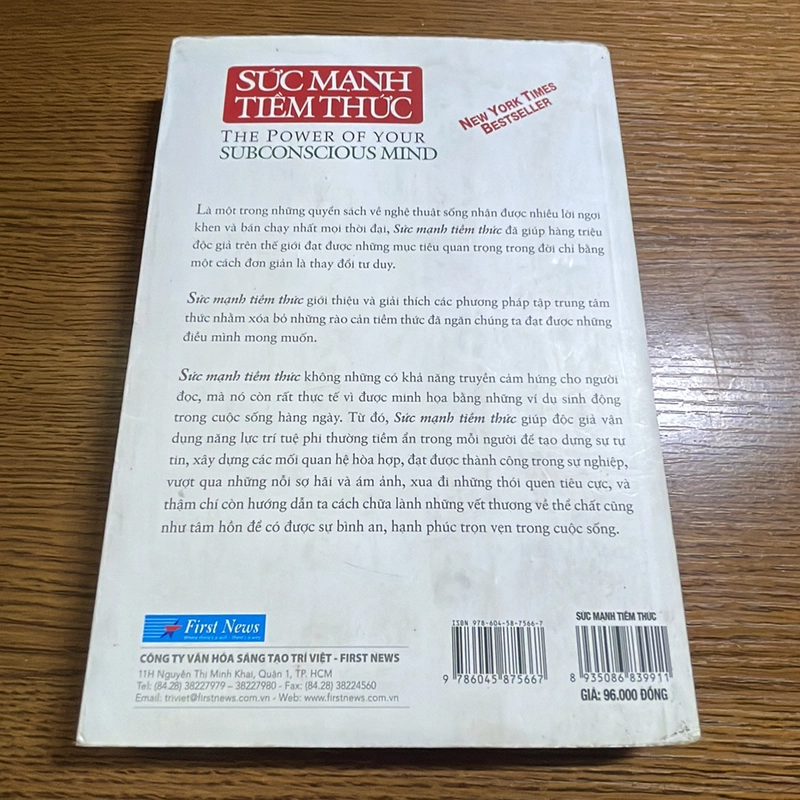 SỨC MẠNH
TIỀM THỨC
THE POWER OF YOUR
SUBCONSCIOUS MIND
NEW YORK TIMES
BESTSELLER
Là một trong những quyển sách về nghệ thuật sống nhận được nhiều lời ngợi
khen và bán chạy nhất mọi thời đại, Sức mạnh tiềm thức đã giúp hàng triệu
độc giả trên thế giới đạt được những mục tiêu quan trọng trong đời chỉ bằng
một cách đơn giản là thay đổi tư duy.
Sức mạnh tiềm thức giới thiệu và giải thích các phương pháp tập trung tâm
thức nhằm xóa bỏ những rào cản tiềm thức đã ngăn chúng ta đạt được những
điều mình mong muốn.
Sức mạnh tiềm thức không những có khả năng truyền cảm hứng cho người
đọc, mà nó còn rất thực tế vì được minh họa bằng những ví dụ sinh động
trong cuộc sống hàng ngày. Từ đó, Sức mạnh tiềm thức giúp độc giả vận
dụng năng lực trí tuệ phi thường tiềm ẩn trong mỗi người để tạo dựng sự tự
tin, xây dựng các mối quan hệ hòa hợp, đạt được thành công trong sự nghiệp,
vượt qua những nỗi sợ hãi và ám ảnh, xua đi những thói quen tiêu cực, và
thậm chí còn hướng dẫn ta cách chữa lành những vết thương về thể chất cũng
như tâm hồn để có được sự bình an, hạnh phúc trọn vẹn trong cuộc sống.
First News
CÔNG TY VĂN HÓA SÁNG TẠO TRÍ VIỆT - FIRST NEWS
11H Nguyễn Thị Minh Khai, Quận 1, TP. HCM
Tel: (84.28) 38227979 – 38227980 - Fax: (84.28) 38224560
Email: triviet@firstnews.com.vn - Web: www.firstnews.com.vn
ISBN 978-604-58-7566-7
9 786045 875667
SỨC MẠNH TIỀM THỨC
8 935086 839911
GIÁ: 96.000 ĐỒNG